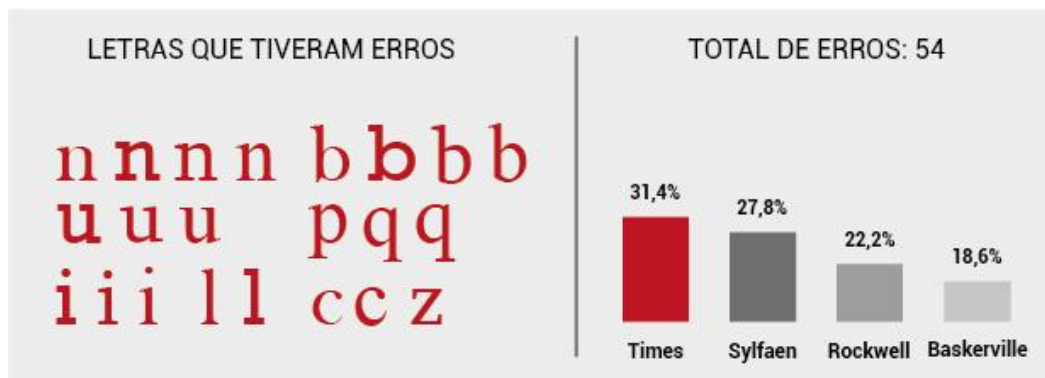 LETRAS QUE TIVERAM ERROS
n n n n b b b b
u u u p q q
i i i l l c c z
TOTAL DE ERROS: 54
31,4%
27,8%
22,2%
18,6%
Times
Sylfaen
Rockwell
Baskerville